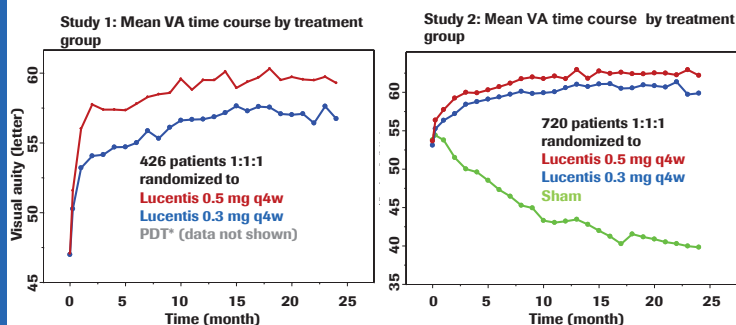 Study 1: Mean VA time course by treatment
group
Visual auity (letter)
60
55
50
45
426 patients 1:1:1
randomized to
Lucentis 0.5 mg q4w
Lucentis 0.3 mg q4w
PDT* (data not shown)
0 5 10 15 20 25
Time (month)
Study 2: Mean VA time course by treatment
group
60
55
50
45
40
35
720 patients 1:1:1
randomized to
Lucentis 0.5 mg q4w
Lucentis 0.3 mg q4w
Sham
0 5 10 15 20 25
Time (month)